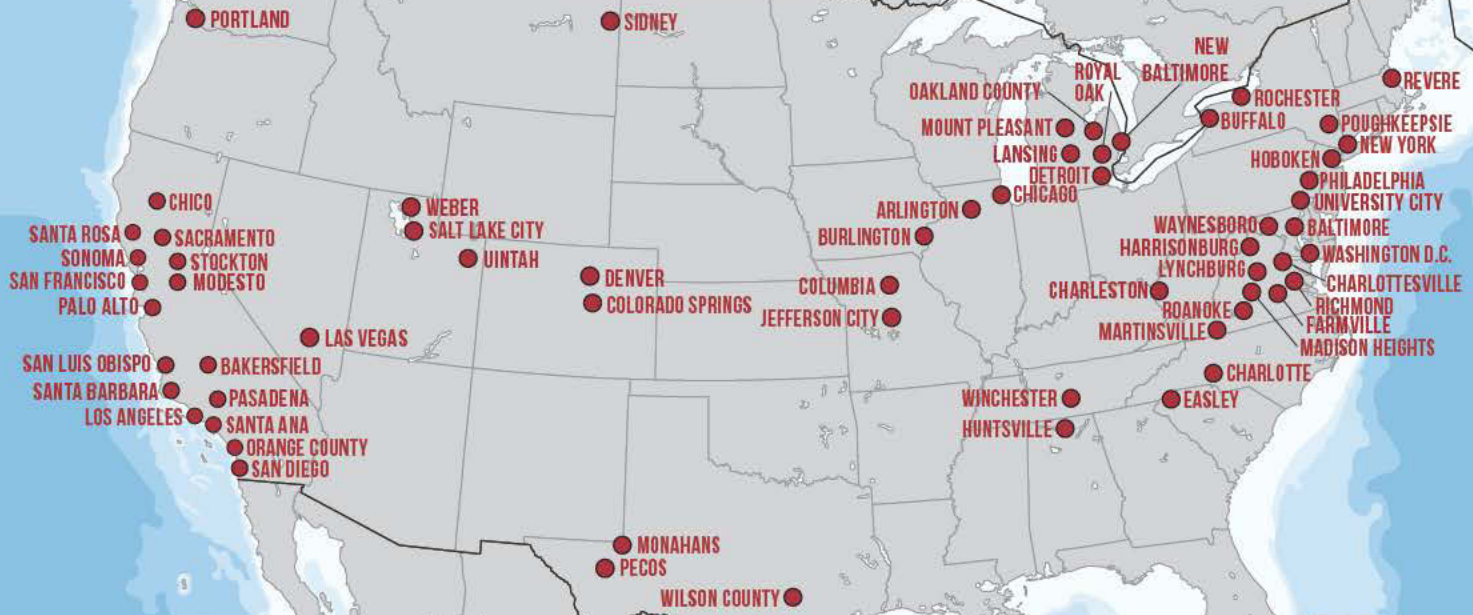 PORTLAND
SIDNEY
NEW
BALTIMORE
ROYAL
OAK
OAKLAND COUNTY
REVERE
ROCHESTER
BUFFALO
MOUNT PLEASANT
POUGHKEEPSIE
NEW YORK
LANSING
HOBOKEN
DETROIT
PHILADELPHIA
CHICAGO
UNIVERSITY CITY
CHICO
WEBER
ARLINGTON
SANTA ROSA
SACRAMENTO
SALT LAKE CITY
BURLINGTON
WAYNESBORO
BALTIMORE
HARRISONBURG
WASHINGTON D.C.
SONOMA
STOCKTON
UINTAH
LYNCHBURG
SAN FRANCISCO
MODESTO
DENVER
COLUMBIA
CHARLOTTESVILLE
CHARLESTON
PALO ALTO
COLORADO SPRINGS
RICHMOND
ROANOKE
JEFFERSON CITY
FARMVILLE
MARTINSVILLE
LAS VEGAS
MADISON HEIGHTS
SAN LUIS OBISPO
BAKERSFIELD
CHARLOTTE
SANTA BARBARA
PASADENA
WINCHESTER
EASLEY
LOS ANGELES
SANTA ANA
HUNTSVILLE
ORANGE COUNTY
SAN DIEGO
MONAHANS
PECOS
WILSON COUNTY